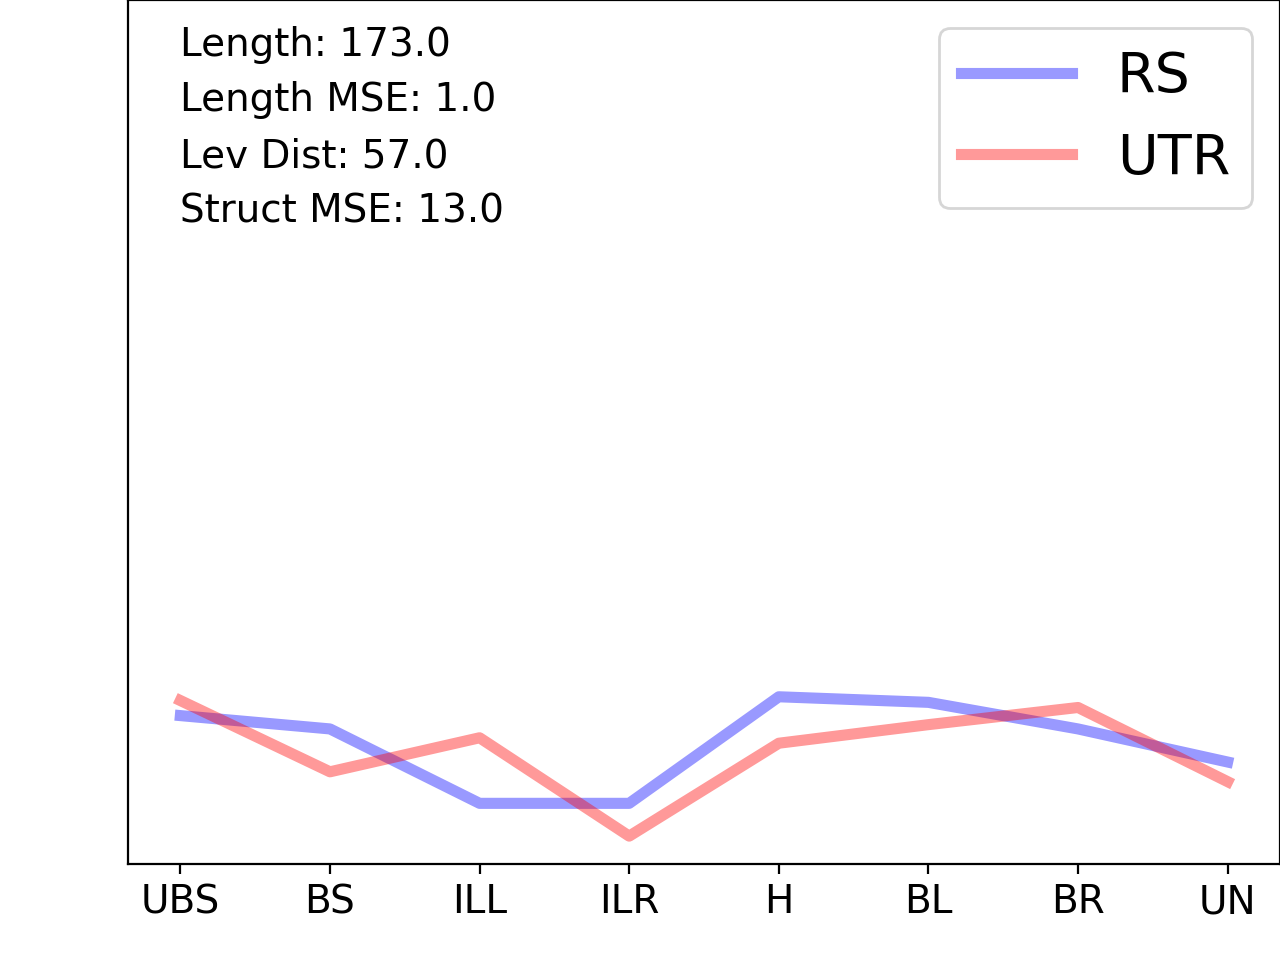 Length: 173.0
Length MSE: 1.0
Lev Dist: 57.0
Struct MSE: 13.0
RS
UTR
UBS BS ILL ILR H BL BR UN